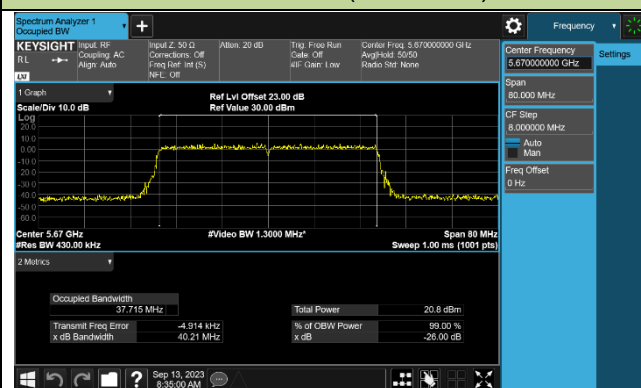 Spectrum Analyzer 1
Occupied BW
Frequency
KEYSIGHT
RL
LXI
Input: RF
Coupling: AC
Align: Auto
Input Z: 50 Ω
Corrections: Off
Freq Ref: Int (S)
NFE: Off
Atten: 20 dB
Trig: Free Run
Gate: Off
#IF Gain: Low
Center Freq: 5.670000000 GHz
Avg|Hold: 50/50
Radio Std: None
Center Frequency
5.670000000 GHz
Settings
Span
80.000 MHz
CF Step
8.000000 MHz
Auto
Man
Freq Offset
0 Hz
1 Graph
Scale/Div 10.0 dB
Ref Lvl Offset 23.00 dB
Ref Value 30.00 dBm
Log
20.0
10.0
0.00
-10.0
-20.0
-30.0
-40.0
-50.0
-60.0
Center 5.67 GHz
#Res BW 430.00 kHz
#Video BW 1.3000 MHz*
Span 80 MHz
Sweep 1.00 ms (1001 pts)
2 Metrics
Occupied Bandwidth
37.715 MHz
Total Power 20.8 dBm
Transmit Freq Error -4.914 kHz
% of OBW Power 99.00 %
x dB Bandwidth 40.21 MHz
x dB -26.00 dB
Sep 13, 2023
8:35:00 AM